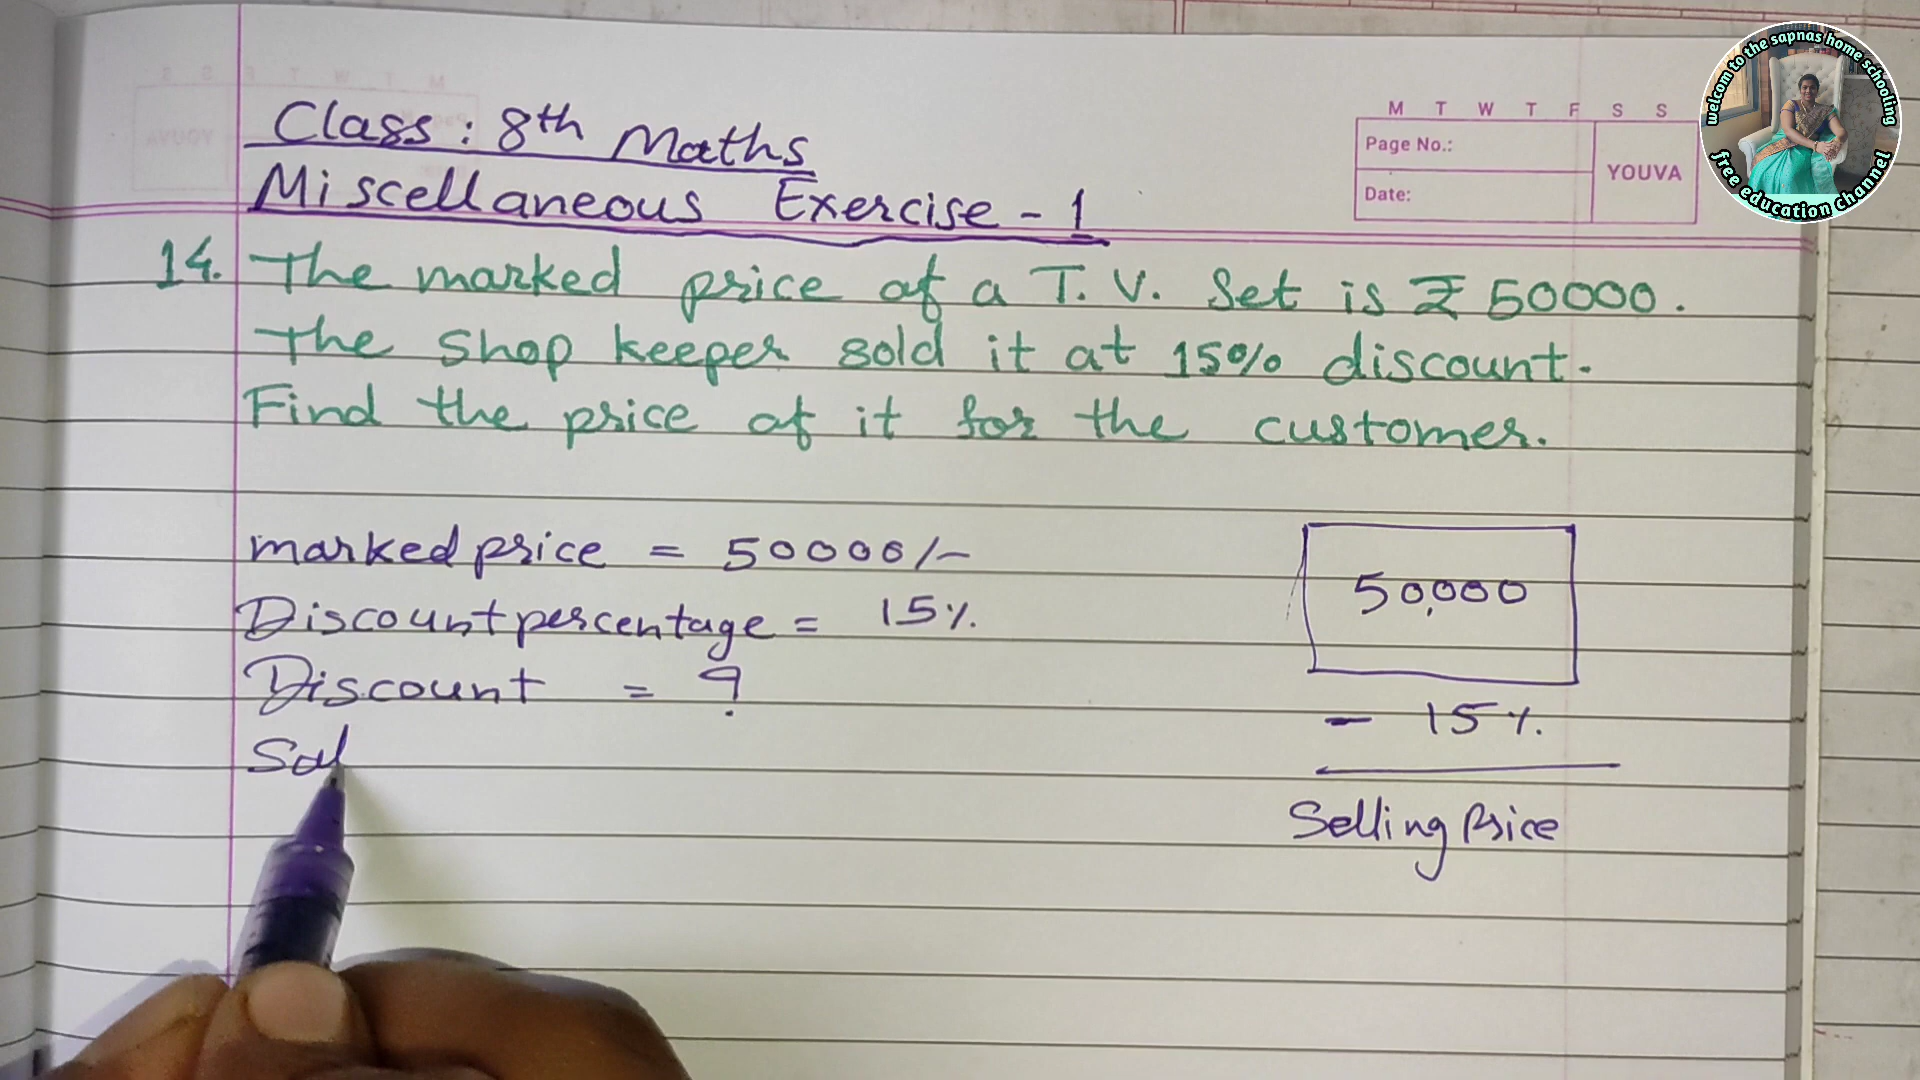 welcom to the sapnas home schooling
free education channel
M T W T F S S
Page No.:
YOUVA
Date:
Class: 8th Maths
Miscellaneous Exercise - 1
14. The marked price of a T.V. Set is ₹ 50000.
The shop keeper sold it at 15% discount.
Find the price of it for the customer.
marked price = 50000/-
Discount percentage = 15%
Discount = ?
Sal
50,000
- 15%
Selling Price